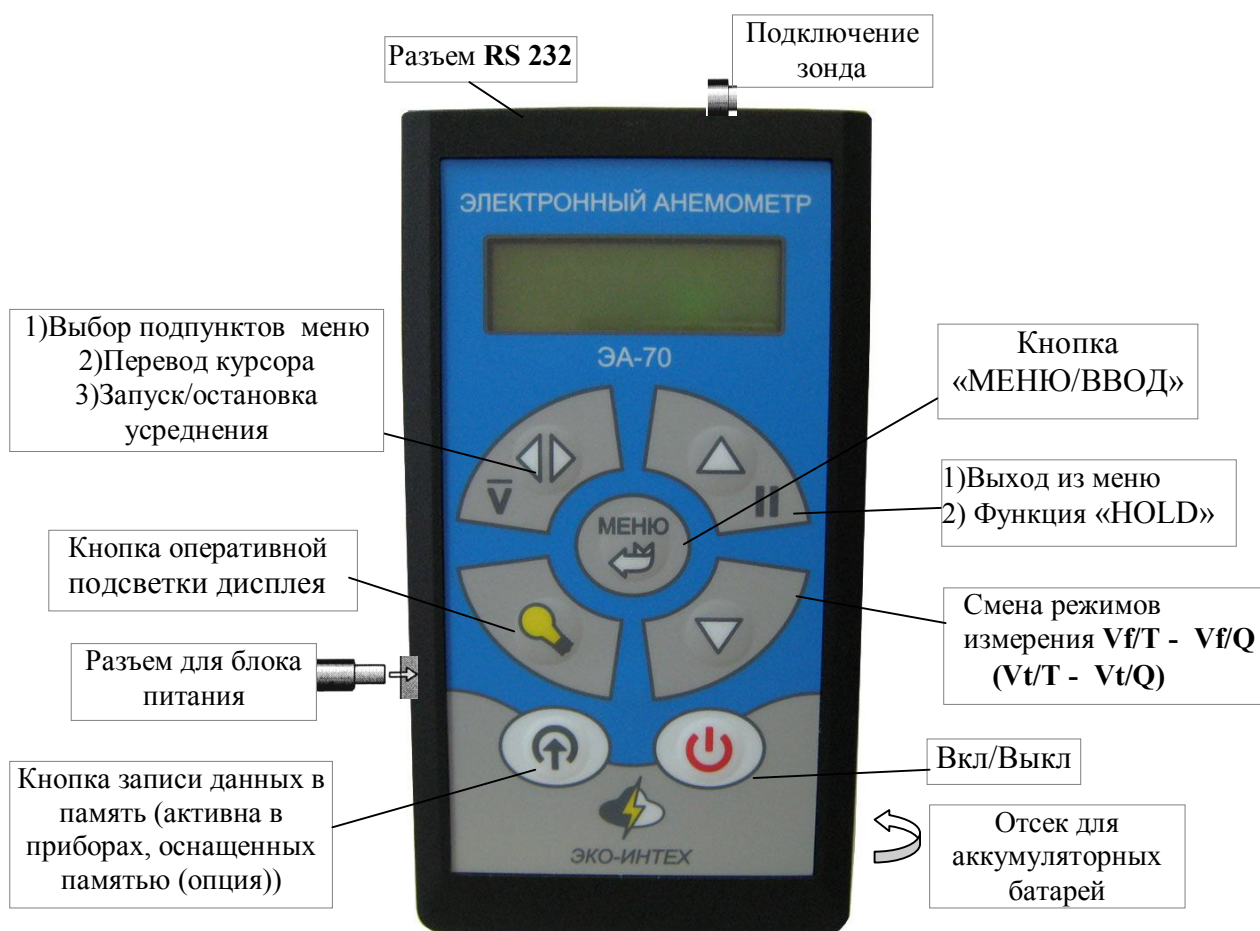 Разъем RS 232
Подключение
зонда
ЭЛЕКТРОННЫЙ АНЕМОМЕТР
ЭА-70
1)Выбор подпунктов меню
2)Перевод курсора
3)Запуск/остановка
усреднения
Кнопка
«МЕНЮ/ВВОД»
V
МЕНЮ
1)Выход из меню
2) Функция «HOLD»
Кнопка оперативной
подсветки дисплея
Смена режимов
измерения Vf/T - Vf/Q
(Vt/T - Vt/Q)
Разъем для блока
питания
Вкл/Выкл
Кнопка записи данных в
память (активна в
приборах, оснащенных
памятью (опция))
Отсек для
аккумуляторных
батарей
ЭКО-ИНТЕХ